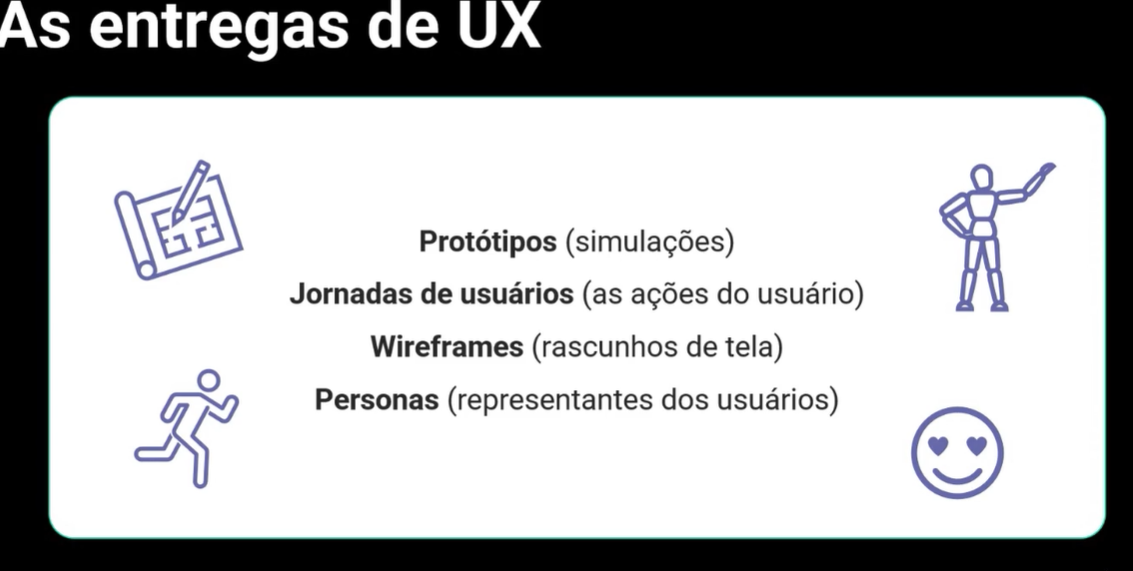 As entregas de UX
Protótipos (simulações)
Jornadas de usuários (as ações do usuário)
Wireframes (rascunhos de tela)
Personas (representantes dos usuários)